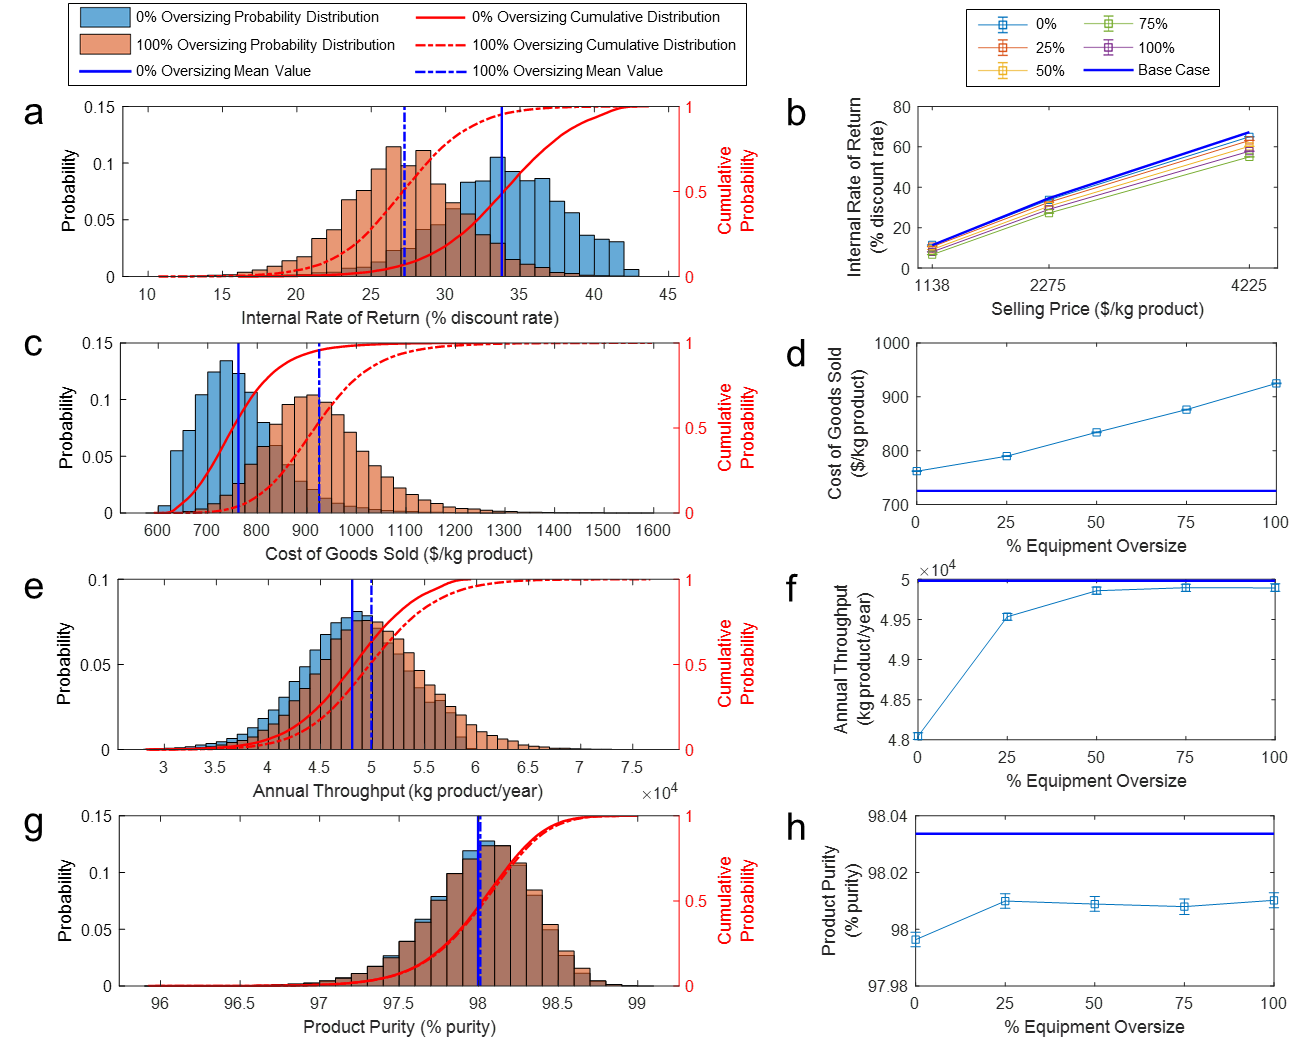 0% Oversizing Probability Distribution
0% Oversizing Cumulative Distribution
100% Oversizing Probability Distribution
100% Oversizing Cumulative Distribution
0% Oversizing Mean Value
100% Oversizing Mean Value
0%
75%
25%
100%
50%
Base Case
a
0.15
0.1
0.05
0
Probability
1
0.5
0
Cumulative
Probability
10 15 20 25 30 35 40 45
Internal Rate of Return (% discount rate)
b
80
60
40
20
0
Internal Rate of Return
(% discount rate)
1138 2275 4225
Selling Price ($/kg product)
c
0.15
0.1
0.05
0
Probability
1
0.5
0
Cumulative
Probability
600 700 800 900 1000 1100 1200 1300 1400 1500 1600
Cost of Goods Sold ($/kg product)
d
1000
900
800
700
Cost of Goods Sold
($/kg product)
0 25 50 75 100
% Equipment Oversize
e
0.1
0.05
0
Probability
1
0.5
0
Cumulative
Probability
3 3.5 4 4.5 5 5.5 6 6.5 7 7.5
Annual Throughput (kg product/year)
×10⁴
f
×10⁴
5
4.95
4.9
4.85
4.8
Annual Throughput
(kg product/year)
0 25 50 75 100
% Equipment Oversize
g
0.15
0.1
0.05
0
Probability
1
0.5
0
Cumulative
Probability
96 96.5 97 97.5 98 98.5 99
Product Purity (% purity)
h
98.04
98.02
98
97.98
Product Purity
(% purity)
0 25 50 75 100
% Equipment Oversize